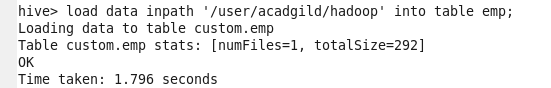 hive> load data inpath '/user/acadgild/hadoop' into table emp;
Loading data to table custom.emp
Table custom.emp stats: [numFiles=1, totalSize=292]
OK
Time taken: 1.796 seconds